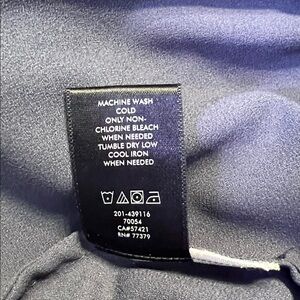 MACHINE WASH
COLD
ONLY NON-
CHLORINE BLEACH
WHEN NEEDED
TUMBLE DRY LOW
COOL IRON
WHEN NEEDED
201-439116
70054
CA#57421
RN# 77379